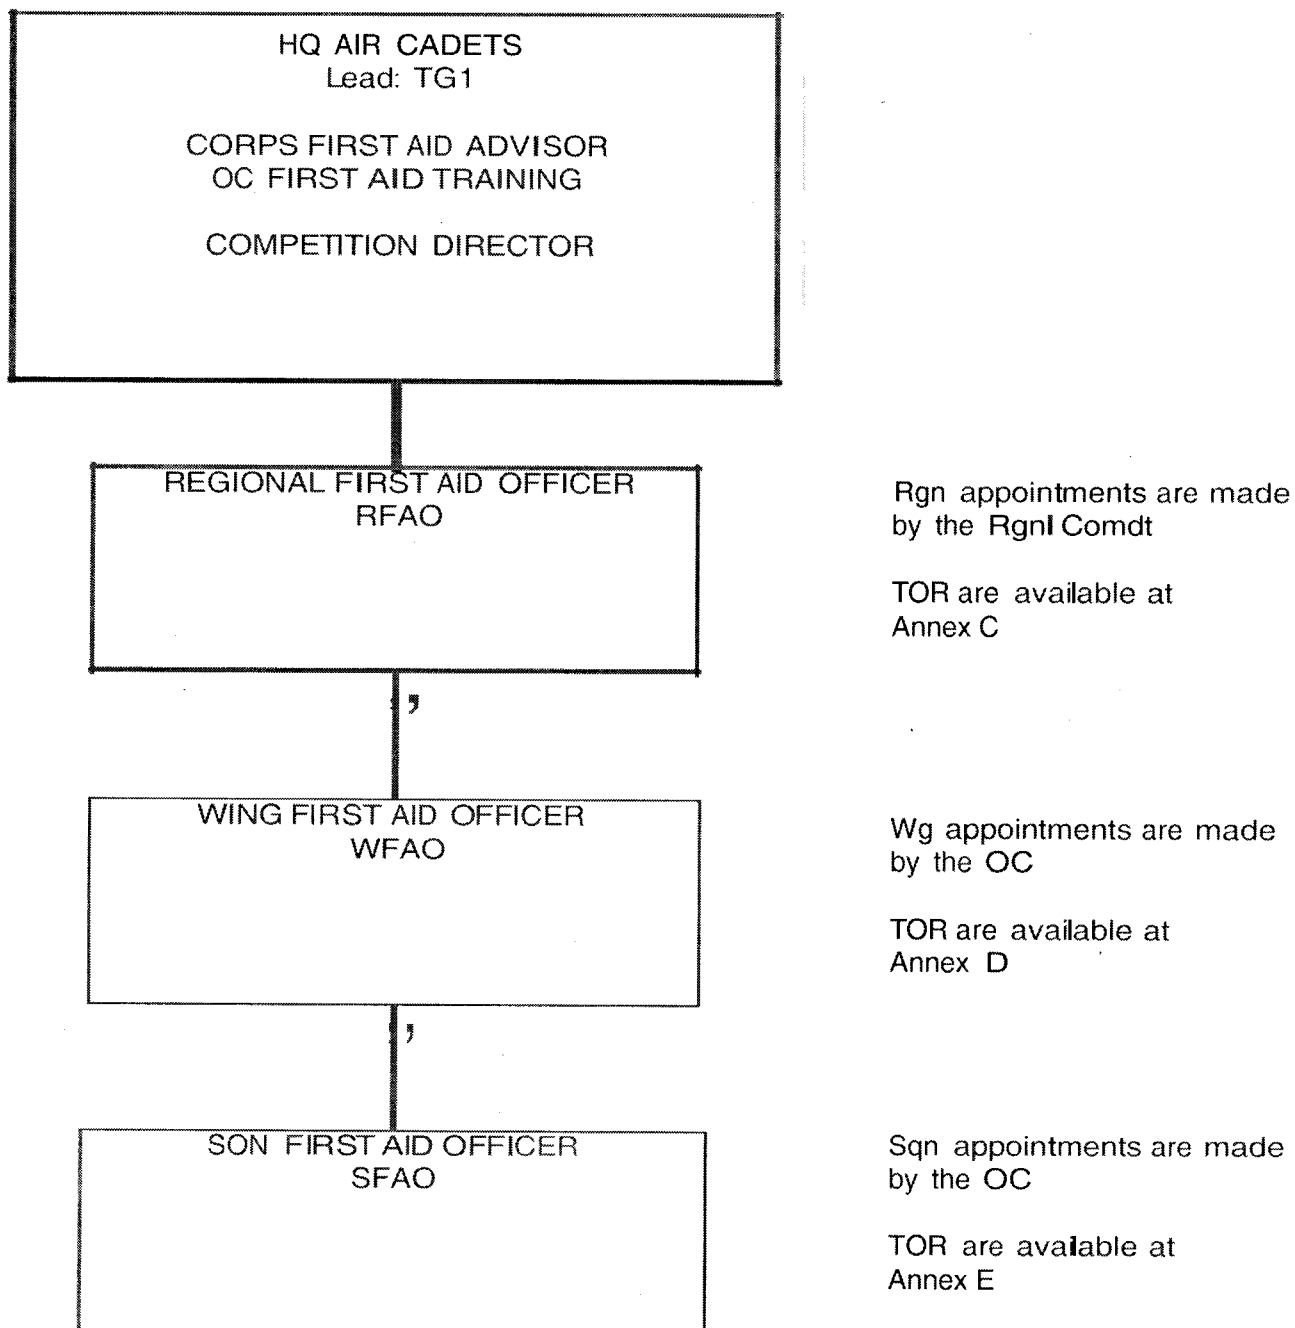 HQ AIR CADETS
Lead: TG1
CORPS FIRST AID ADVISOR
OC FIRST AID TRAINING
COMPETITION DIRECTOR
REGIONAL FIRST AID OFFICER
RFAO
Rgn appointments are made
by the Rgnl Comdt
TOR are available at
Annex C
WING FIRST AID OFFICER
WFAO
Wg appointments are made
by the OC
TOR are available at
Annex D
SON FIRST AID OFFICER
SFAO
Sqn appointments are made
by the OC
TOR are available at
Annex E